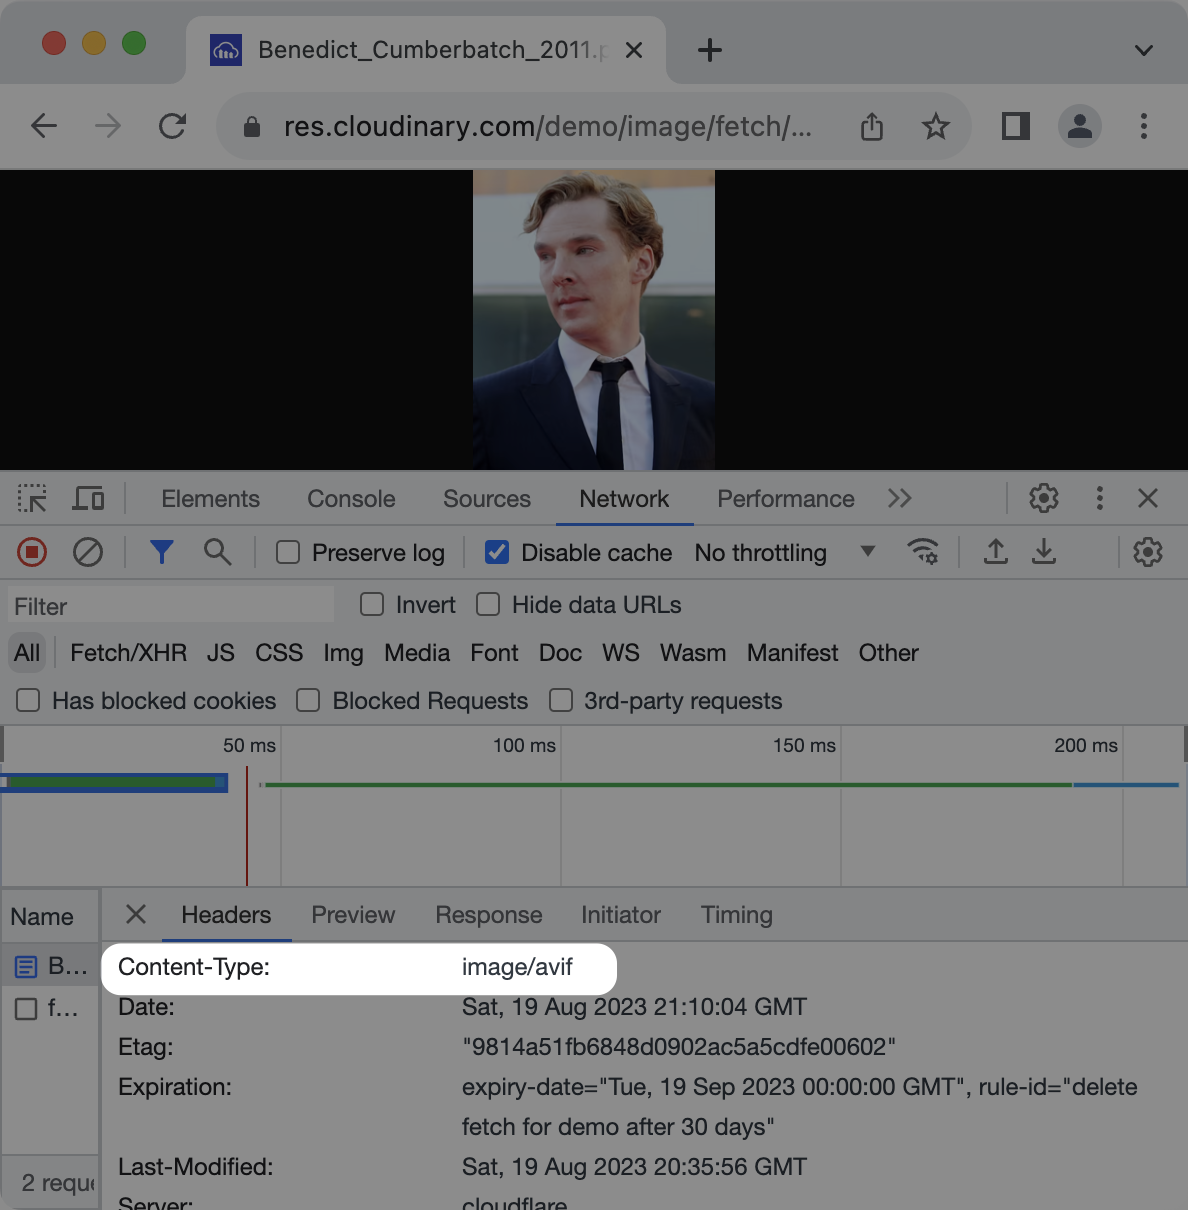 Benedict_Cumberbatch_2011.p
res.cloudinary.com/demo/image/fetch/...
Elements Console Sources Network Performance
Preserve log Disable cache No throttling
Filter Invert Hide data URLs
All Fetch/XHR JS CSS Img Media Font Doc WS Wasm Manifest Other
Has blocked cookies Blocked Requests 3rd-party requests
50 ms 100 ms 150 ms 200 ms
Name Headers Preview Response Initiator Timing
B... Content-Type: image/avif
f... Date: Sat, 19 Aug 2023 21:10:04 GMT
Etag: "9814a51fb6848d0902ac5a5cdfe00602"
Expiration: expiry-date="Tue, 19 Sep 2023 00:00:00 GMT", rule-id="delete
fetch for demo after 30 days"
Last-Modified: Sat, 19 Aug 2023 20:35:56 GMT
2 reque
Server: cloudflare